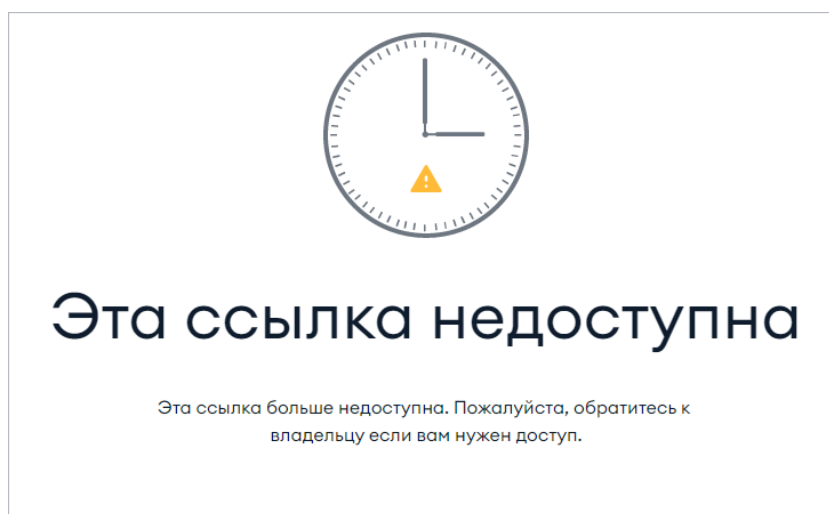 Эта ссылка недоступна
Эта ссылка больше недоступна. Пожалуйста, обратитесь к
владельцу если вам нужен доступ.